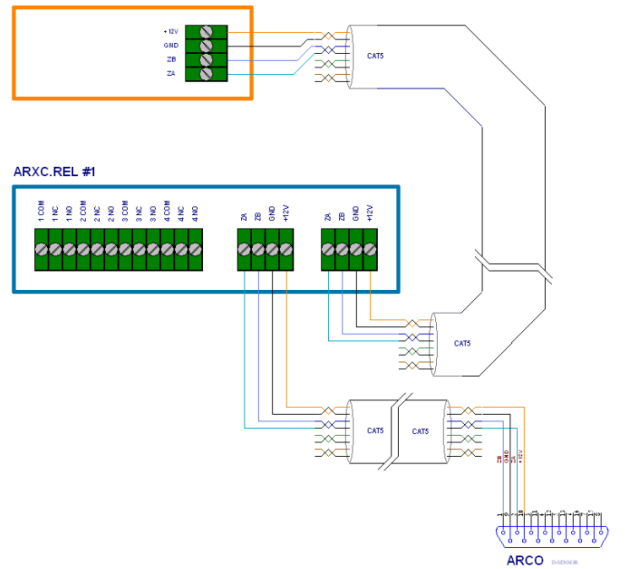 +12V
GND
ZB
ZA
CAT5
ARXC.REL #1
1 COM
1 NC
1 NO
2 COM
2 NC
2 NO
3 COM
3 NC
3 NO
4 COM
4 NC
4 NO
ZA
ZB
GND
+12V
ZA
ZB
GND
+12V
CAT5
CAT5
CAT5
ZB
GND
ZA
+12V
ARCO